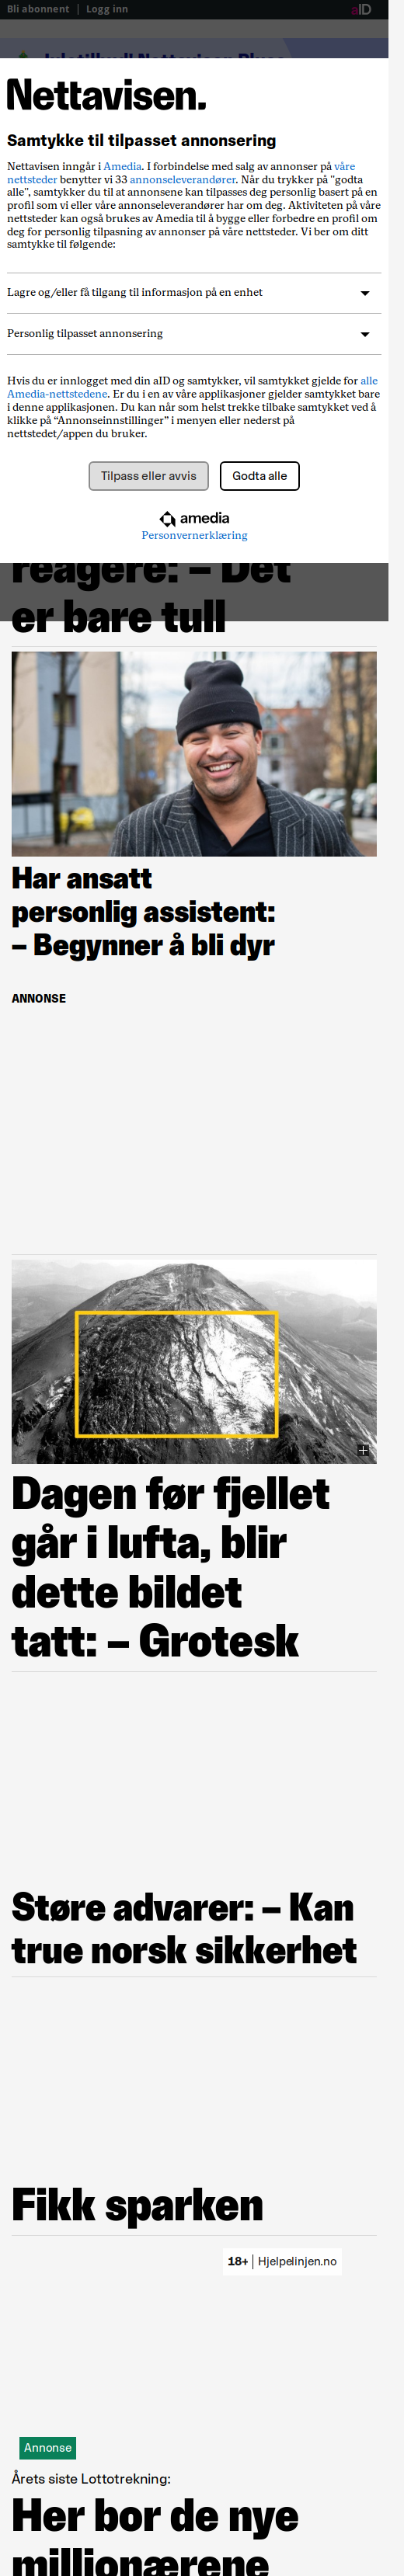 Bli abonnent | Logg inn
aID
Nettavisen.
Samtykke til tilpasset annonsering
Nettavisen inngår i Amedia. I forbindelse med salg av annonser på våre
nettsteder benytter vi 33 annonseleverandører. Når du trykker på "godta
alle", samtykker du til at annonsene kan tilpasses deg personlig basert på en
profil som vi eller våre annonseleverandører har om deg. Aktiviteten på våre
nettsteder kan også brukes av Amedia til å bygge eller forbedre en profil om
deg for personlig tilpasning av annonser på våre nettsteder. Vi ber om ditt
samtykke til følgende:
Lagre og/eller få tilgang til informasjon på en enhet
Personlig tilpasset annonsering
Hvis du er innlogget med din aID og samtykker, vil samtykket gjelde for alle
Amedia-nettstedene. Er du i en av våre applikasjoner gjelder samtykket bare
i denne applikasjonen. Du kan når som helst trekke tilbake samtykket ved å
klikke på “Annonseinnstillinger” i menyen eller nederst på
nettstedet/appen du bruker.
Tilpass eller avvis
Godta alle
amedia
Personvernerklæring
reagere: – Det
er bare tull
Har ansatt
personlig assistent:
– Begynner å bli dyr
ANNONSE
Dagen før fjellet
går i lufta, blir
dette bildet
tatt: – Grotesk
Støre advarer: – Kan
true norsk sikkerhet
Fikk sparken
18+ | Hjelpelinjen.no
Annonse
Årets siste Lottotrekning:
Her bor de nye
millionærene